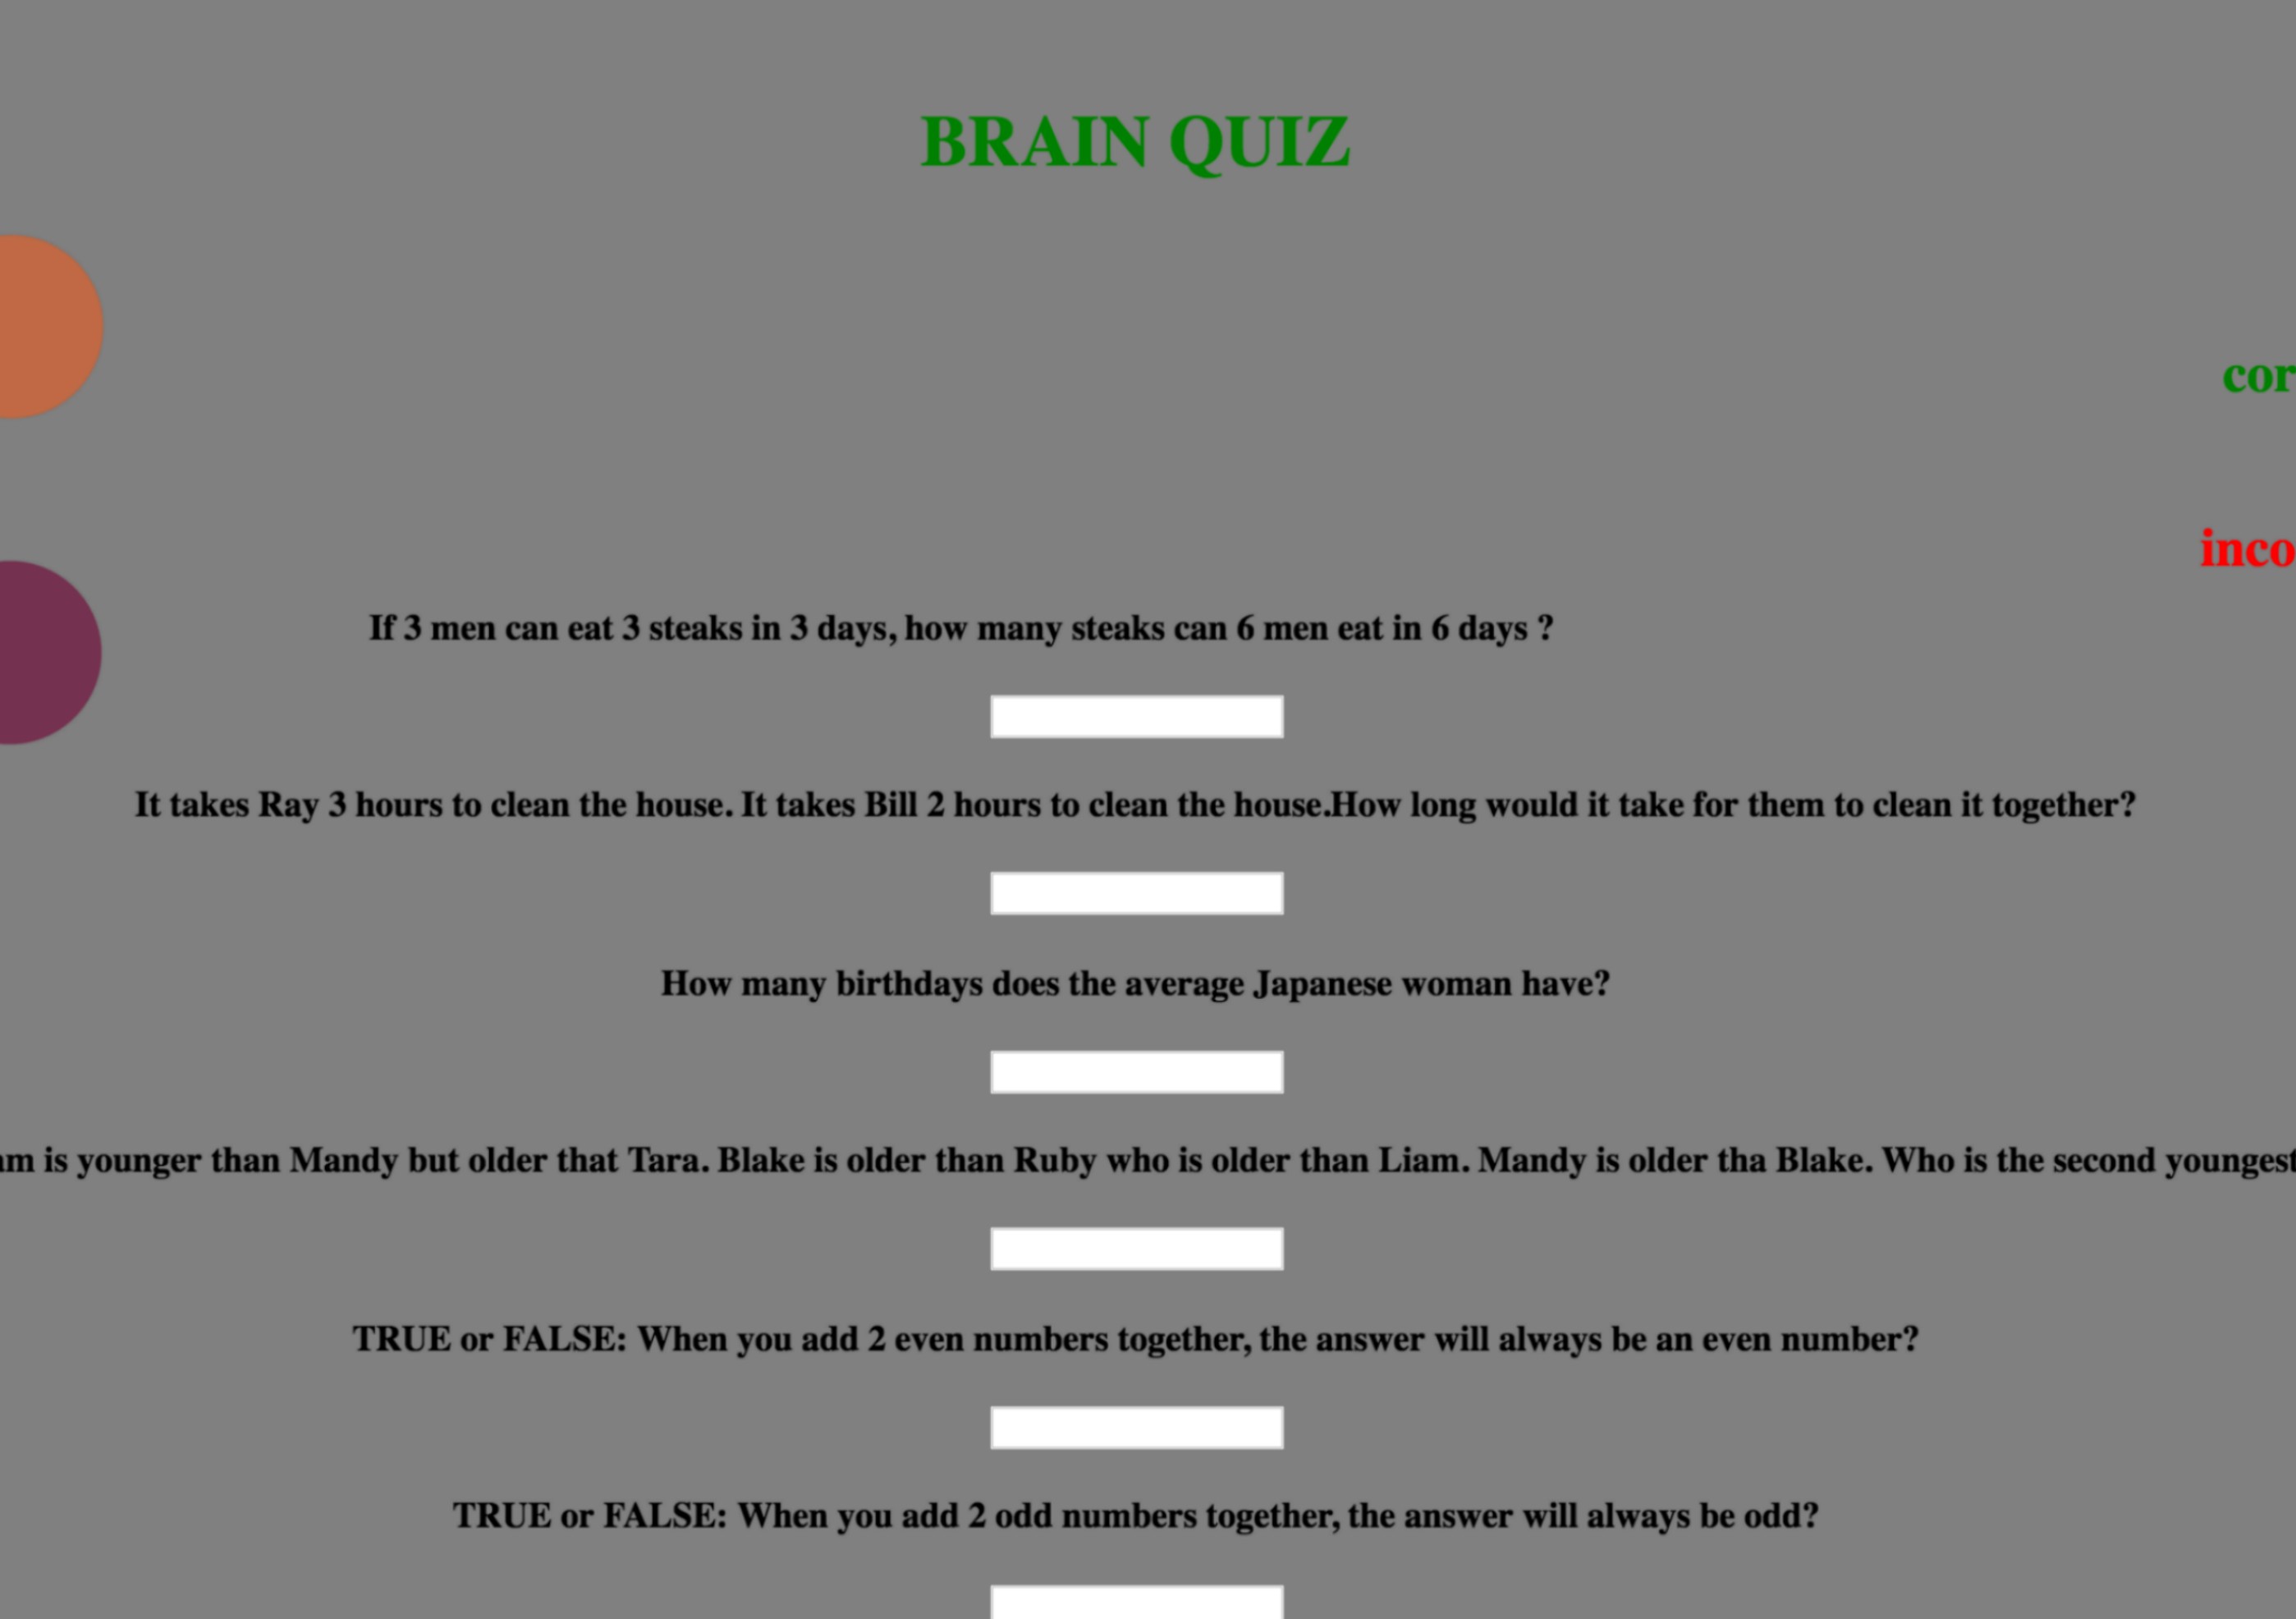 BRAIN QUIZ
cor
inco
If 3 men can eat 3 steaks in 3 days, how many steaks can 6 men eat in 6 days ?
It takes Ray 3 hours to clean the house. It takes Bill 2 hours to clean the house.How long would it take for them to clean it together?
How many birthdays does the average Japanese woman have?
am is younger than Mandy but older that Tara. Blake is older than Ruby who is older than Liam. Mandy is older tha Blake. Who is the second youngest
TRUE or FALSE: When you add 2 even numbers together, the answer will always be an even number?
TRUE or FALSE: When you add 2 odd numbers together, the answer will always be odd?